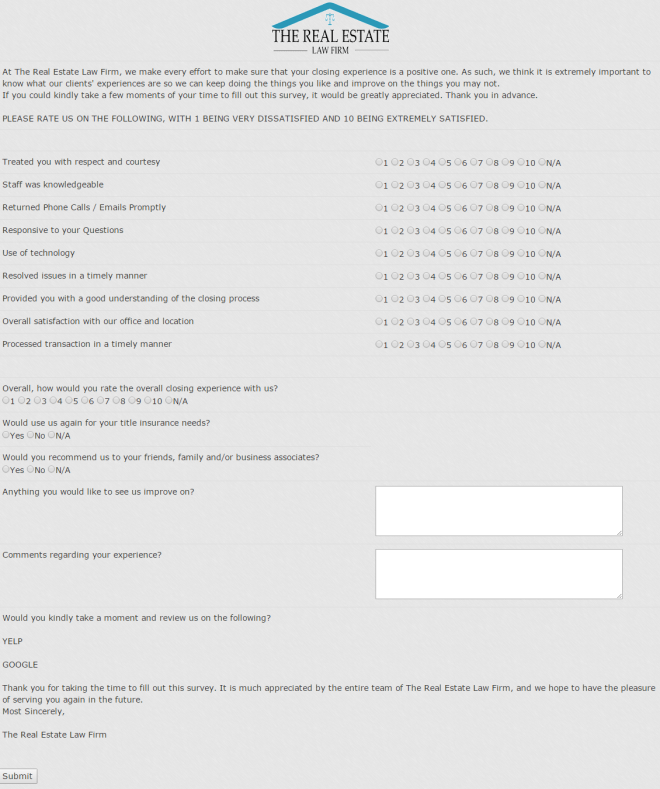 THE REAL ESTATE
LAW FIRM
At The Real Estate Law Firm, we make every effort to make sure that your closing experience is a positive one. As such, we think it is extremely important to
know what our clients' experiences are so we can keep doing the things you like and improve on the things you may not.
If you could kindly take a few moments of your time to fill out this survey, it would be greatly appreciated. Thank you in advance.
PLEASE RATE US ON THE FOLLOWING, WITH 1 BEING VERY DISSATISFIED AND 10 BEING EXTREMELY SATISFIED.
Treated you with respect and courtesy 1 2 3 4 5 6 7 8 9 10 N/A
Staff was knowledgeable 1 2 3 4 5 6 7 8 9 10 N/A
Returned Phone Calls / Emails Promptly 1 2 3 4 5 6 7 8 9 10 N/A
Responsive to your Questions 1 2 3 4 5 6 7 8 9 10 N/A
Use of technology 1 2 3 4 5 6 7 8 9 10 N/A
Resolved issues in a timely manner 1 2 3 4 5 6 7 8 9 10 N/A
Provided you with a good understanding of the closing process 1 2 3 4 5 6 7 8 9 10 N/A
Overall satisfaction with our office and location 1 2 3 4 5 6 7 8 9 10 N/A
Processed transaction in a timely manner 1 2 3 4 5 6 7 8 9 10 N/A
Overall, how would you rate the overall closing experience with us?
1 2 3 4 5 6 7 8 9 10 N/A
Would use us again for your title insurance needs?
Yes No N/A
Would you recommend us to your friends, family and/or business associates?
Yes No N/A
Anything you would like to see us improve on?
Comments regarding your experience?
Would you kindly take a moment and review us on the following?
YELP
GOOGLE
Thank you for taking the time to fill out this survey. It is much appreciated by the entire team of The Real Estate Law Firm, and we hope to have the pleasure
of serving you again in the future.
Most Sincerely,
The Real Estate Law Firm
Submit